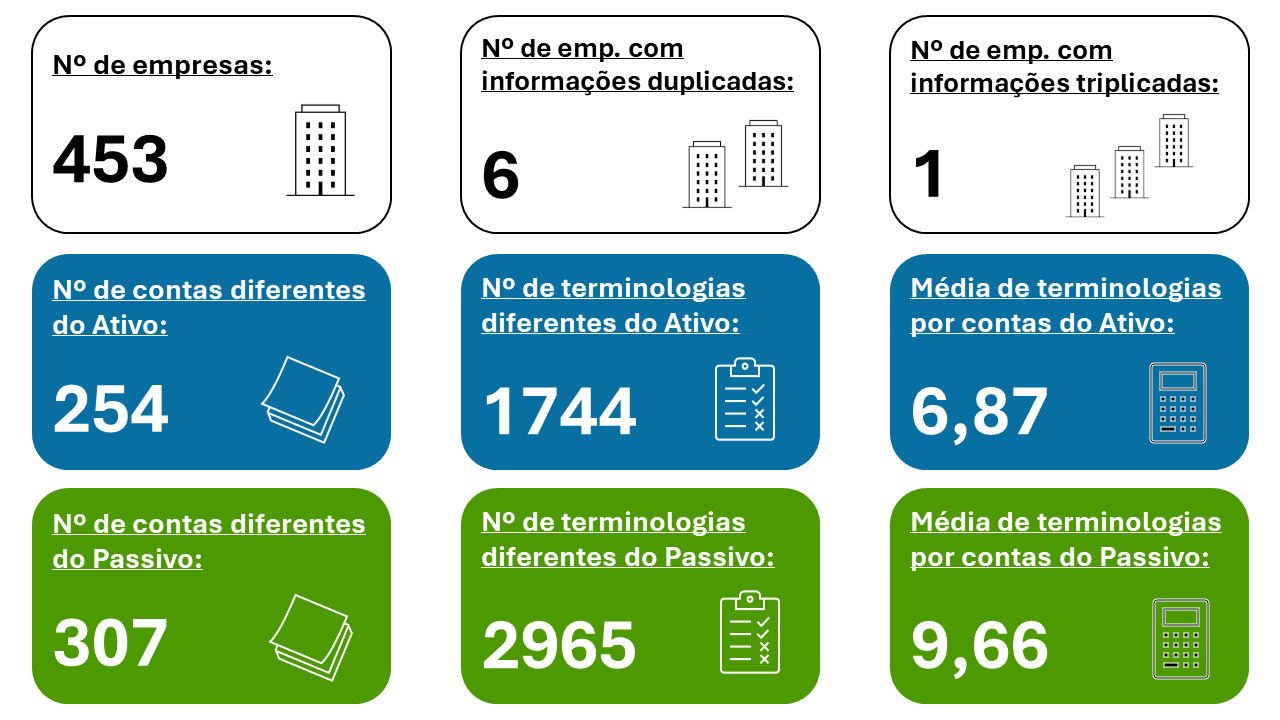 Nº de empresas:
453
Nº de emp. com
informações duplicadas:
6
Nº de emp. com
informações triplicadas:
1
Nº de contas diferentes
do Ativo:
254
Nº de terminologias
diferentes do Ativo:
1744
Média de terminologias
por contas do Ativo:
6,87
Nº de contas diferentes
do Passivo:
307
Nº de terminologias
diferentes do Passivo:
2965
Média de terminologias
por contas do Passivo:
9,66